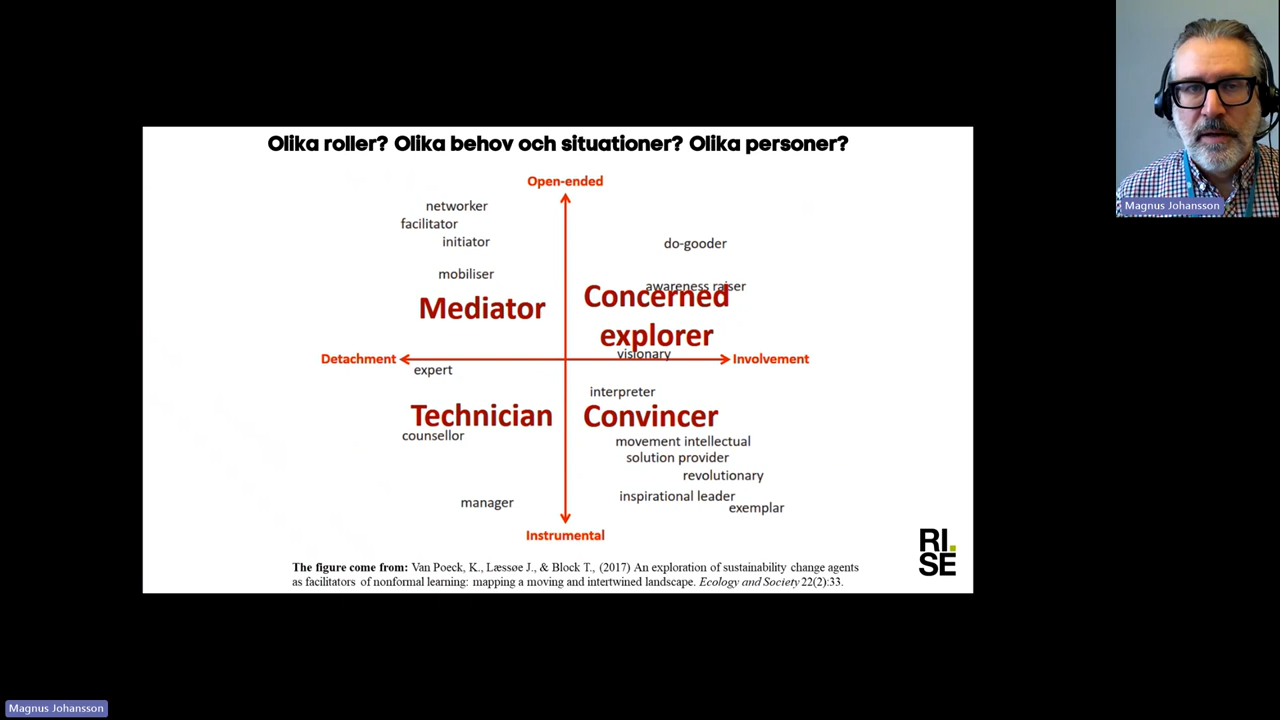 Olika roller? Olika behov och situationer? Olika personer?
Open-ended
networker
facilitator
initiator
do-gooder
mobiliser
awareness raiser
Mediator
Concerned
explorer
visionary
Detachment
Involvement
expert
interpreter
Technician
Convincer
counsellor
movement intellectual
solution provider
revolutionary
manager
inspirational leader
exemplar
Instrumental
RI.
SE
The figure come from: Van Poeck, K., Læssøe J., & Block T., (2017) An exploration of sustainability change agents
as facilitators of nonformal learning: mapping a moving and intertwined landscape. Ecology and Society 22(2):33.
Magnus Johansson
Magnus Johansson